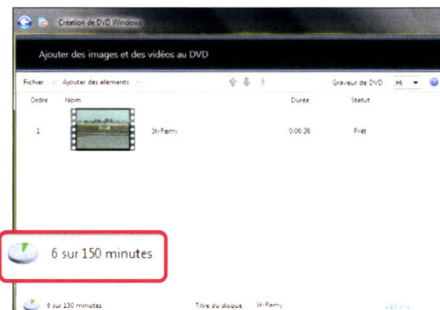 Création de DVD Windows
Ajouter des images et des vidéos au DVD
Fichier Ajouter des éléments Graveur de DVD : H:
Ordre Nom Durée Statut
1 St-Remy 0:06:36 Prêt
6 sur 150 minutes
6 sur 150 minutes Titre du disque St-Remy